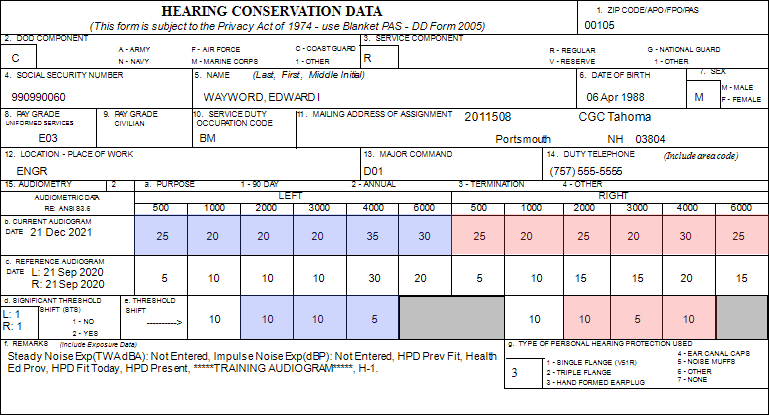 HEARING CONSERVATION DATA
(This form is subject to the Privacy Act of 1974 - use Blanket PAS - DD Form 2005)
1. ZIP CODE/APO/FPO/PAS
00105
2. DOD COMPONENT
C
A - ARMY F - AIR FORCE C - COAST GUARD
N - NAVY M - MARINE CORPS 1 - OTHER
3. SERVICE COMPONENT
R
R - REGULAR G - NATIONAL GUARD
V - RESERVE 1 - OTHER
4. SOCIAL SECURITY NUMBER
990990060
5. NAME (Last, First, Middle Initial)
WAYWORD, EDWARD I
6. DATE OF BIRTH
06 Apr 1988
7. SEX
M
M - MALE
F - FEMALE
8. PAY GRADE
UNIFORMED SERVICES
E03
9. PAY GRADE
CIVILIAN
10. SERVICE DUTY
OCCUPATION CODE
BM
11. MAILING ADDRESS OF ASSIGNMENT 2011508 CGC Tahoma
Portsmouth NH 03804
12. LOCATION - PLACE OF WORK
ENGR
13. MAJOR COMMAND
D01
14. DUTY TELEPHONE (Include area code)
(757) 555-5555
15. AUDIOMETRY 2 a. PURPOSE 1 - 90 DAY 2 - ANNUAL 3 - TERMINATION 4 - OTHER
AUDIOMETRIC DATA
RE: ANSI S3.6
LEFT RIGHT
500 1000 2000 3000 4000 6000 500 1000 2000 3000 4000 6000
b. CURRENT AUDIOGRAM
DATE 21 Dec 2021
25 20 20 20 35 30 25 20 25 20 30 25
c. REFERENCE AUDIOGRAM
DATE L: 21 Sep 2020
R: 21 Sep 2020
5 10 10 10 30 20 5 10 15 15 20 15
d. SIGNIFICANT THRESHOLD
SHIFT (STS)
L: 1
R: 1
1 - NO
2 - YES
e. THRESHOLD
SHIFT
---------->
10 10 10 5 10 10 5 10
f. REMARKS (Include Exposure Data)
Steady Noise Exp(TWAdBA): Not Entered, Impulse Noise Exp(dBP): Not Entered, HPD Prev Fit, Health
Ed Prov, HPD Fit Today, HPD Present, *****TRAINING AUDIOGRAM*****, H-1.
g. TYPE OF PERSONAL HEARING PROTECTION USED
3
1 - SINGLE FLANGE (V51R)
2 - TRIPLE FLANGE
3 - HAND FORMED EARPLUG
4 - EAR CANAL CAPS
5 - NOISE MUFFS
6 - OTHER
7 - NONE